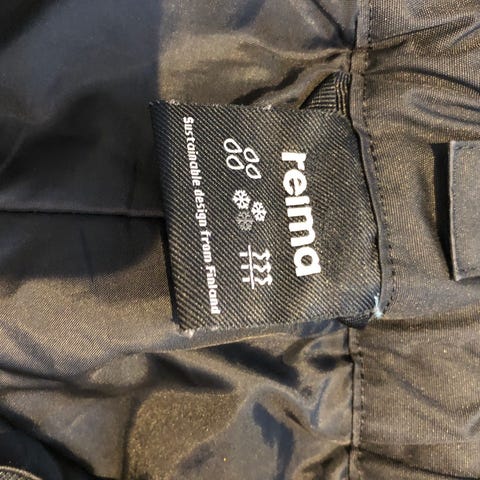 reima
Sustainable design from Finland